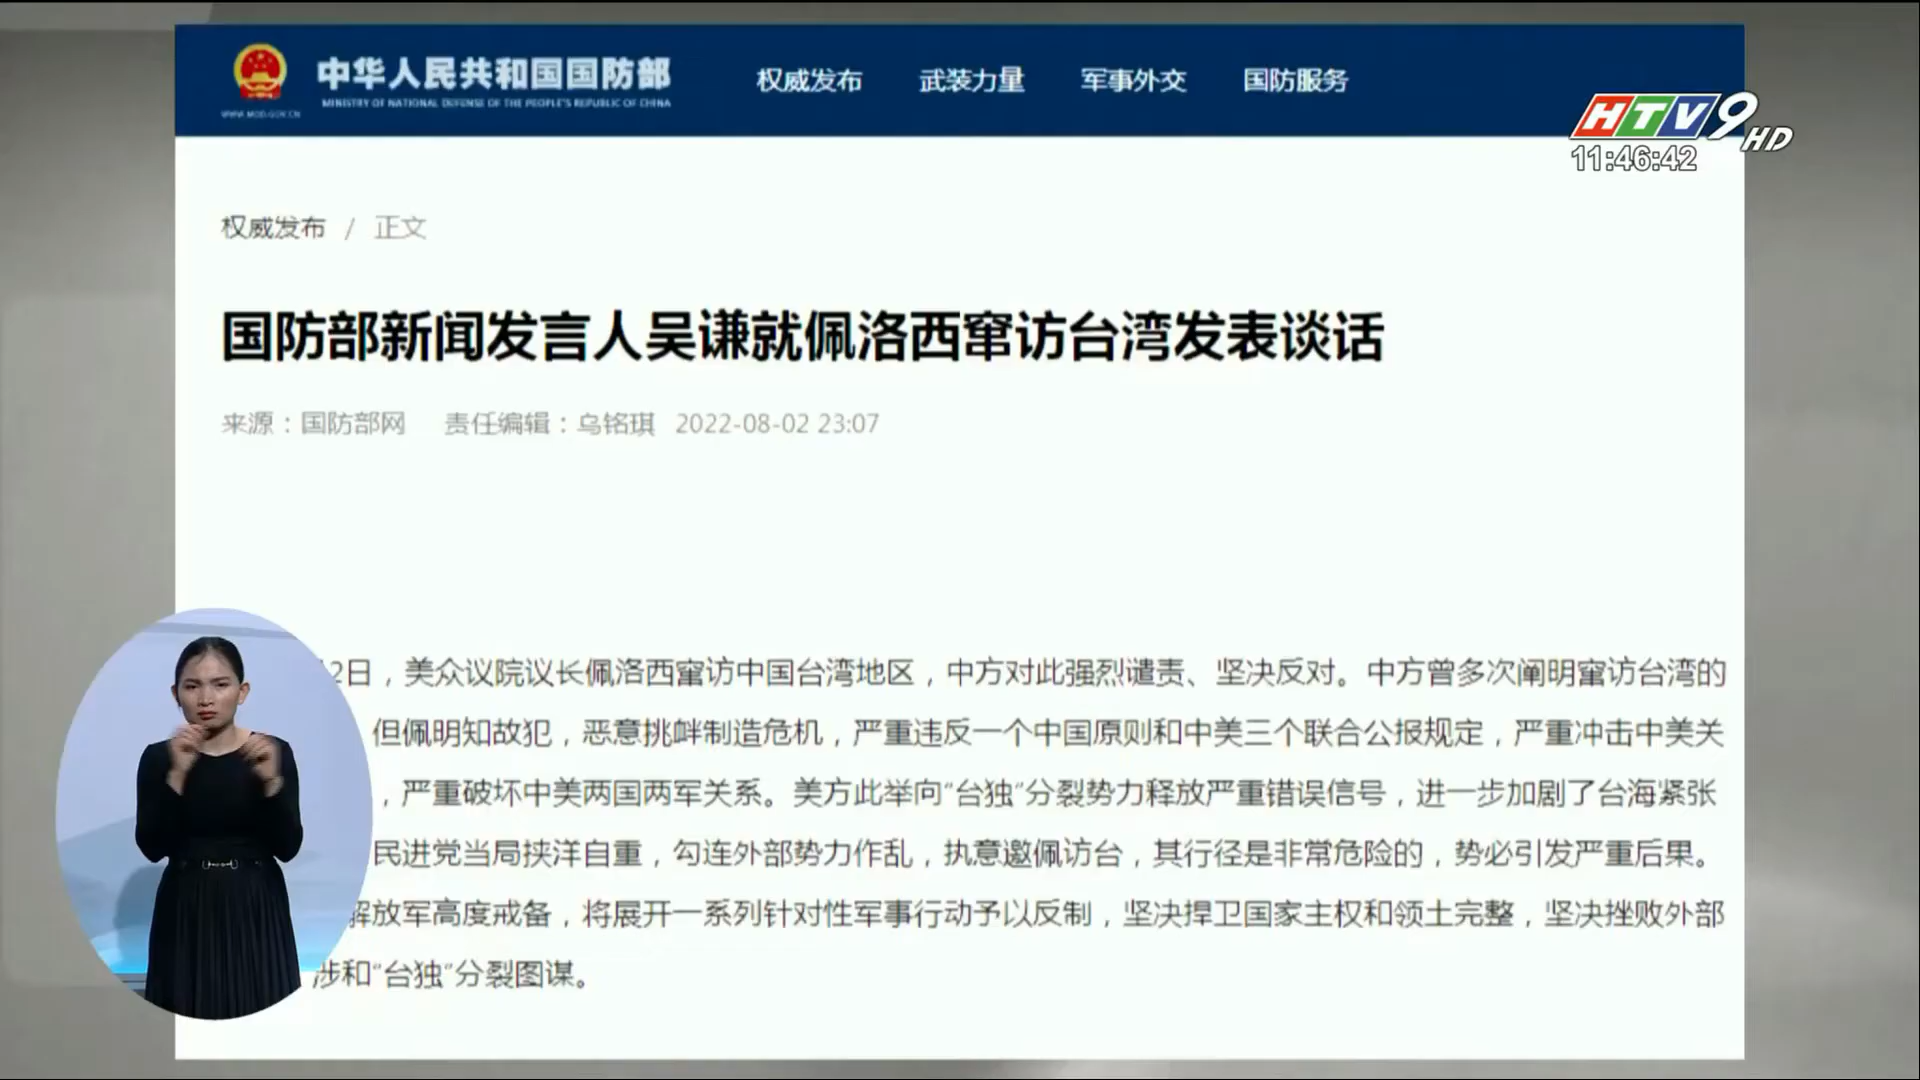 中华人民共和国国防部
MINISTRY OF NATIONAL DEFENSE OF THE PEOPLE'S REPUBLIC OF CHINA
WWW.MOD.GOV.CN
权威发布 武装力量 军事外交 国防服务
HTV9 HD
11:46:42
权威发布 / 正文
国防部新闻发言人吴谦就佩洛西窜访台湾发表谈话
来源：国防部网 责任编辑：乌铭琪 2022-08-02 23:07
2日，美众议院议长佩洛西窜访中国台湾地区，中方对此强烈谴责、坚决反对。中方曾多次阐明窜访台湾的
但佩明知故犯，恶意挑衅制造危机，严重违反一个中国原则和中美三个联合公报规定，严重冲击中美关
，严重破坏中美两国两军关系。美方此举向“台独”分裂势力释放严重错误信号，进一步加剧了台海紧张
民进党当局挟洋自重，勾连外部势力作乱，执意邀佩访台，其行径是非常危险的，势必引发严重后果。
解放军高度戒备，将展开一系列针对性军事行动予以反制，坚决捍卫国家主权和领土完整，坚决挫败外部
涉和“台独”分裂图谋。